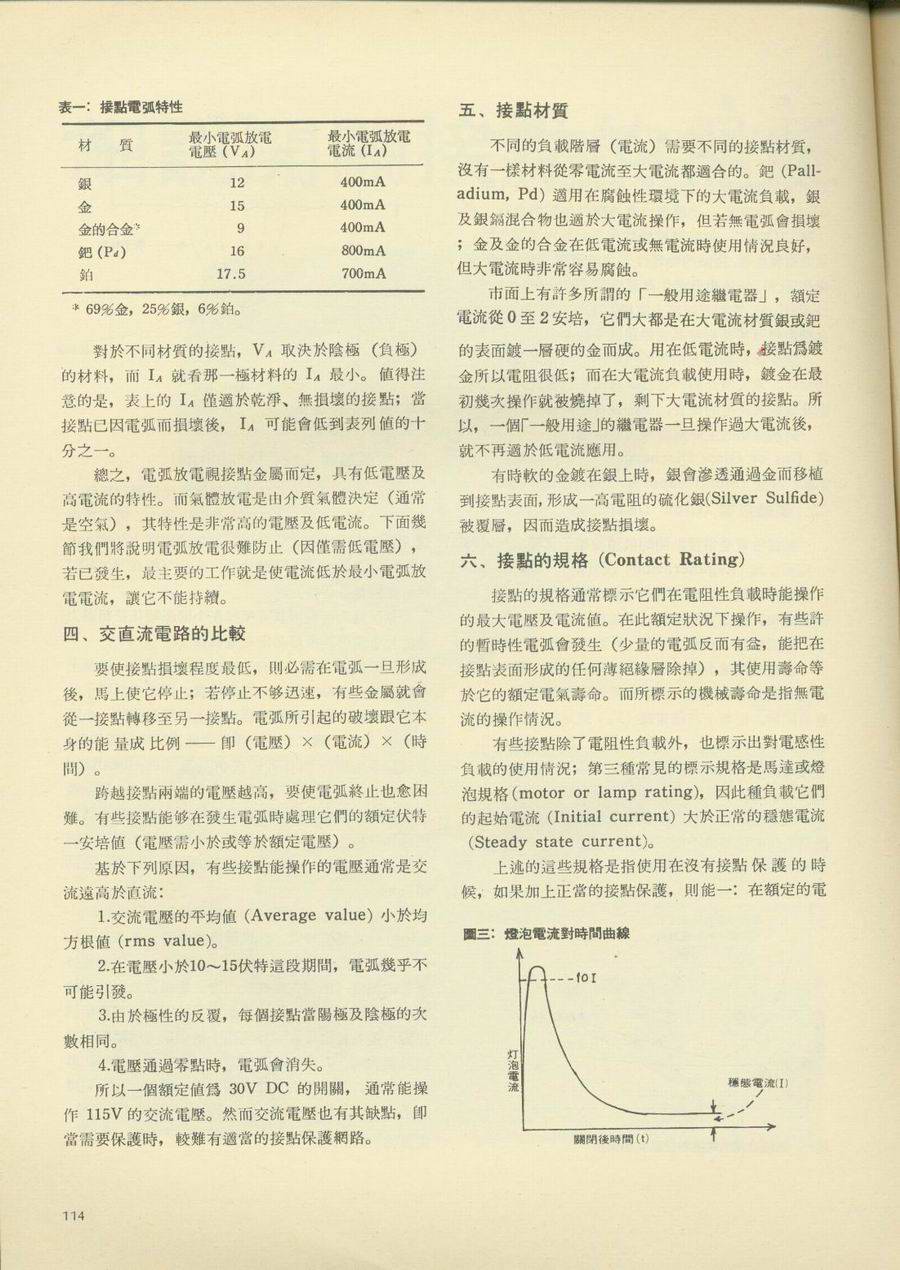 表一：接點電弧特性
材　質　最小電弧放電電壓 (VA)　最小電弧放電電流 (IA)
銀　12　400mA
金　15　400mA
金的合金*　9　400mA
鈀 (Pd)　16　800mA
鉑　17.5　700mA
* 69%金，25%銀，6%鉑。
對於不同材質的接點，VA 取決於陰極（負極）
的材料，而 IA 就看那一極材料的 IA 最小。值得注
意的是，表上的 IA 僅適於乾淨、無損壞的接點；當
接點已因電弧而損壞後，IA 可能會低到表列值的十
分之一。
總之，電弧放電視接點金屬而定，具有低電壓及
高電流的特性。而氣體放電是由介質氣體決定（通常
是空氣），其特性是非常高的電壓及低電流。下面幾
節我們將說明電弧放電很難防止（因僅需低電壓），
若已發生，最主要的工作就是使電流低於最小電弧放
電電流，讓它不能持續。
四、交直流電路的比較
要使接點損壞程度最低，則必需在電弧一旦形成
後，馬上使它停止；若停止不够迅速，有些金屬就會
從一接點轉移至另一接點。電弧所引起的破壞跟它本
身的能量成比例——卽（電壓）×（電流）×（時
間）。
跨越接點兩端的電壓越高，要使電弧終止也愈困
難。有些接點能够在發生電弧時處理它們的額定伏特
一安培值（電壓需小於或等於額定電壓）。
基於下列原因，有些接點能操作的電壓通常是交
流遠高於直流：
1.交流電壓的平均值 (Average value) 小於均
方根值 (rms value)。
2.在電壓小於10～15伏特這段期間，電弧幾乎不
可能引發。
3.由於極性的反覆，每個接點當陽極及陰極的次
數相同。
4.電壓通過零點時，電弧會消失。
所以一個額定值爲 30V DC 的開關，通常能操
作 115V 的交流電壓。然而交流電壓也有其缺點，卽
當需要保護時，較難有適當的接點保護網路。
114
五、接點材質
不同的負載階層（電流）需要不同的接點材質，
沒有一樣材料從零電流至大電流都適合的。鈀 (Pall-
adium, Pd) 適用在腐蝕性環境下的大電流負載，銀
及銀鎘混合物也適於大電流操作，但若無電弧會損壞
；金及金的合金在低電流或無電流時使用情況良好，
但大電流時非常容易腐蝕。
市面上有許多所謂的「一般用途繼電器」，額定
電流從 0 至 2 安培，它們大都是在大電流材質銀或鈀
的表面鍍一層硬的金而成。用在低電流時，接點爲鍍
金所以電阻很低；而在大電流負載使用時，鍍金在最
初幾次操作就被燒掉了，剩下大電流材質的接點。所
以，一個「一般用途」的繼電器一旦操作過大電流後，
就不再適於低電流應用。
有時軟的金鍍在銀上時，銀會滲透通過金而移植
到接點表面，形成一高電阻的硫化銀(Silver Sulfide)
被覆層，因而造成接點損壞。
六、接點的規格 (Contact Rating)
接點的規格通常標示它們在電阻性負載時能操作
的最大電壓及電流值。在此額定狀況下操作，有些許
的暫時性電弧會發生（少量的電弧反而有益，能把在
接點表面形成的任何薄絕緣層除掉），其使用壽命等
於它的額定電氣壽命。而所標示的機械壽命是指無電
流的操作情況。
有些接點除了電阻性負載外，也標示出對電感性
負載的使用情況；第三種常見的標示規格是馬達或燈
泡規格 (motor or lamp rating)，因此種負載它們
的起始電流 (Initial current) 大於正常的穩態電流
(Steady state current)。
上述的這些規格是指使用在沒有接點保護的時
候，如果加上正當的接點保護，則能一：在額定的電
圖三：燈泡電流對時間曲線
10I
灯泡電流
穩態電流(I)
關閉後時間(t)